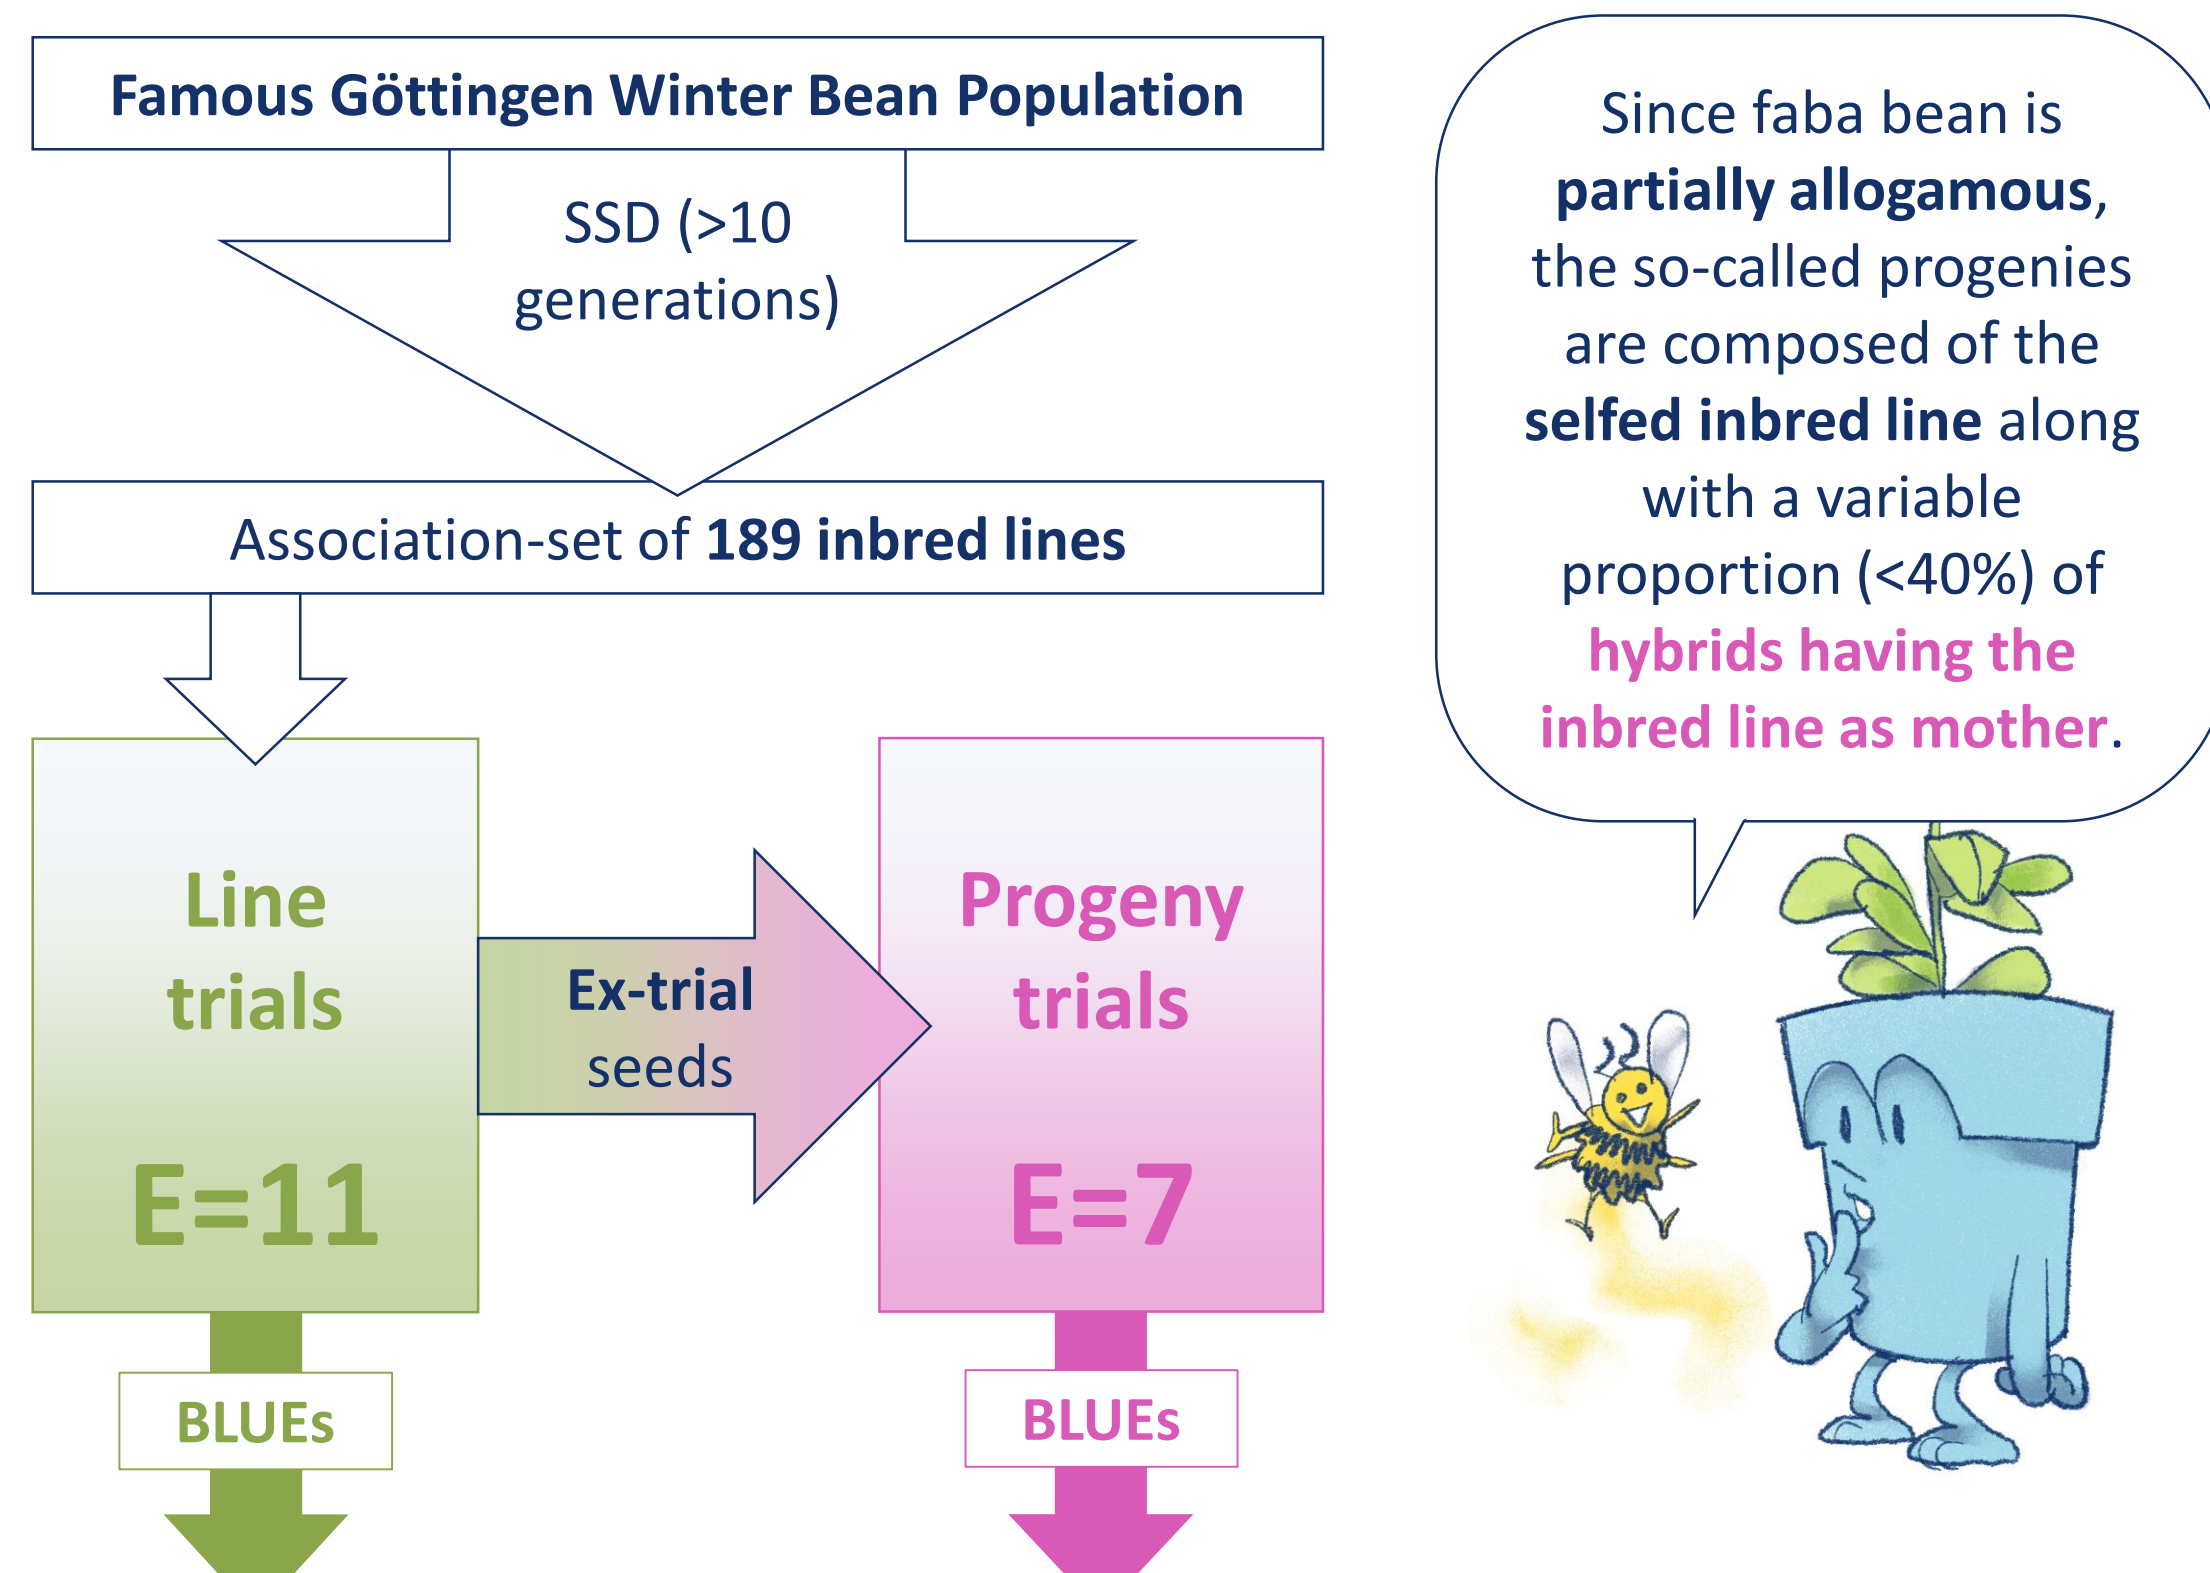 Famous Göttingen Winter Bean Population
SSD (>10
generations)
Association-set of 189 inbred lines
Line
trials
E=11
Ex-trial
seeds
Progeny
trials
E=7
BLUEs
BLUEs
Since faba bean is
partially allogamous,
the so-called progenies
are composed of the
selfed inbred line along
with a variable
proportion (<40%) of
hybrids having the
inbred line as mother.